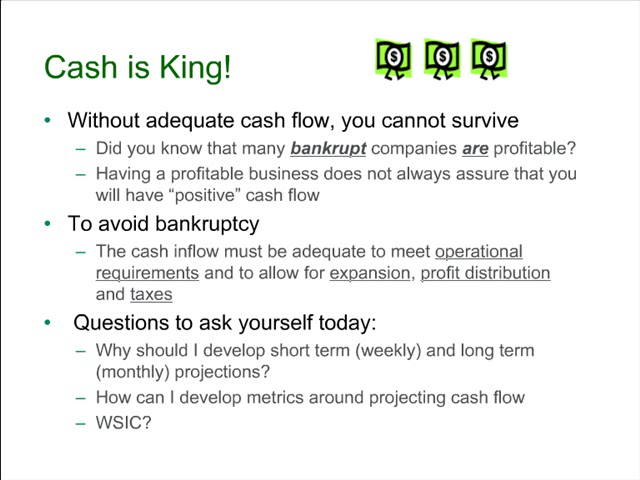 Cash is King!
$ $ $
• Without adequate cash flow, you cannot survive
– Did you know that many bankrupt companies are profitable?
– Having a profitable business does not always assure that you
will have “positive” cash flow
• To avoid bankruptcy
– The cash inflow must be adequate to meet operational
requirements and to allow for expansion, profit distribution
and taxes
• Questions to ask yourself today:
– Why should I develop short term (weekly) and long term
(monthly) projections?
– How can I develop metrics around projecting cash flow
– WSIC?